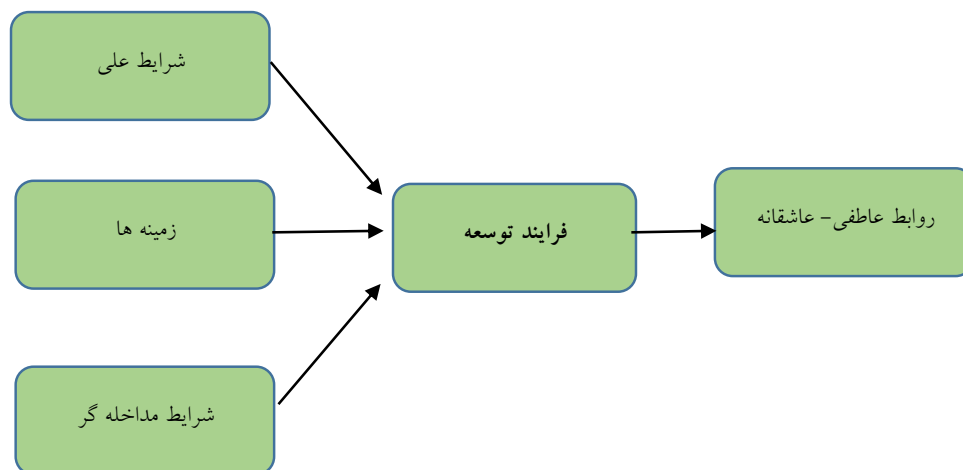 شرایط علی
زمینه ها
شرایط مداخله گر
فرایند توسعه
روابط عاطفی- عاشقانه